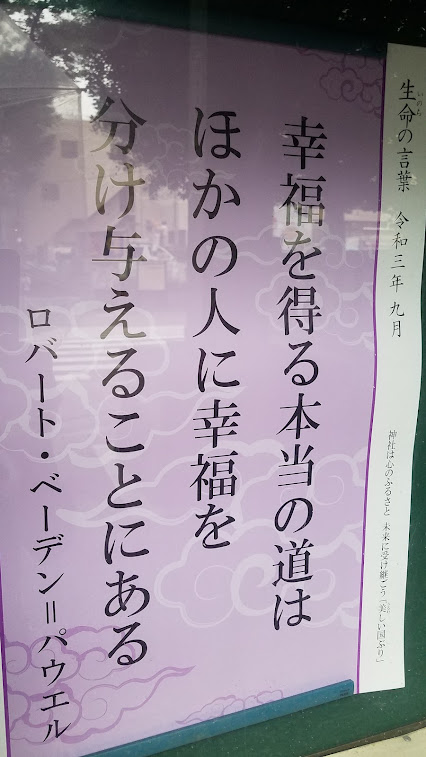 生命の言葉 令和三年 九月
いのち
神社は心のふるさと 未来に受け継ごう「美しい国ぶり」
幸福を得る本当の道は
ほかの人に幸福を
分け与えることにある
ロバート・ベーデン＝パウエル